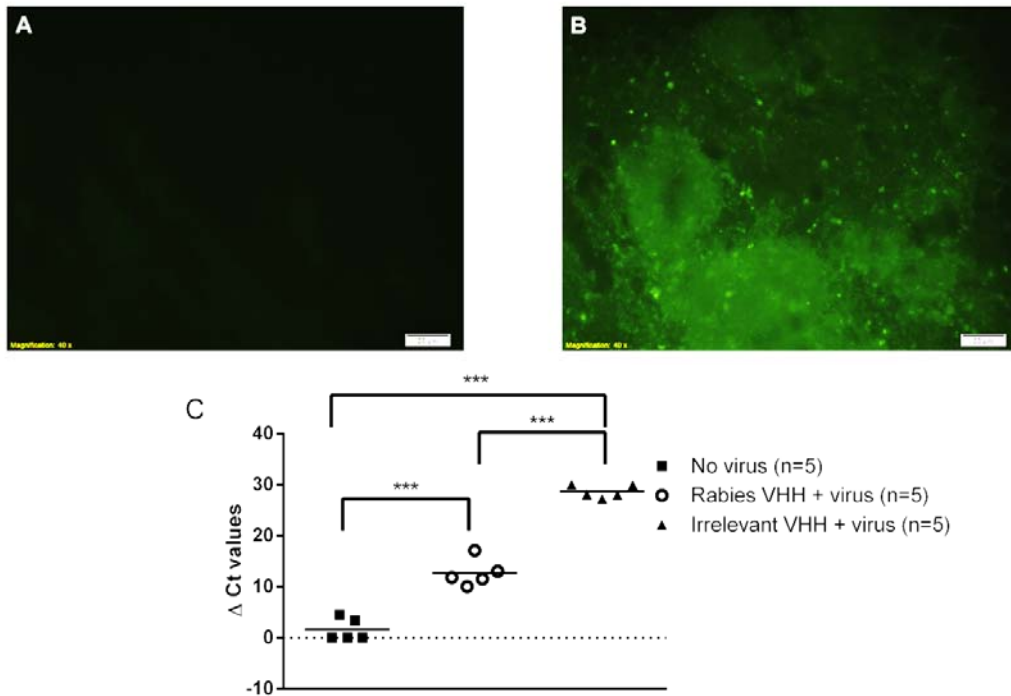 A
B
Magnification: 40 x
Magnification: 40 x
C
***
***
***
40
30
20
10
0
-10
Δ Ct values
No virus (n=5)
Rabies VHH + virus (n=5)
Irrelevant VHH + virus (n=5)